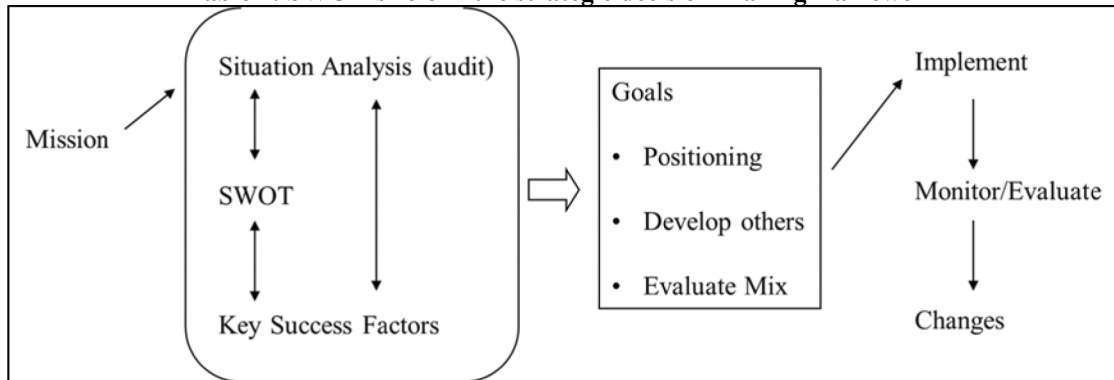 Situation Analysis (audit)
Mission
SWOT
Key Success Factors
Goals
• Positioning
• Develop others
• Evaluate Mix
Implement
Monitor/Evaluate
Changes